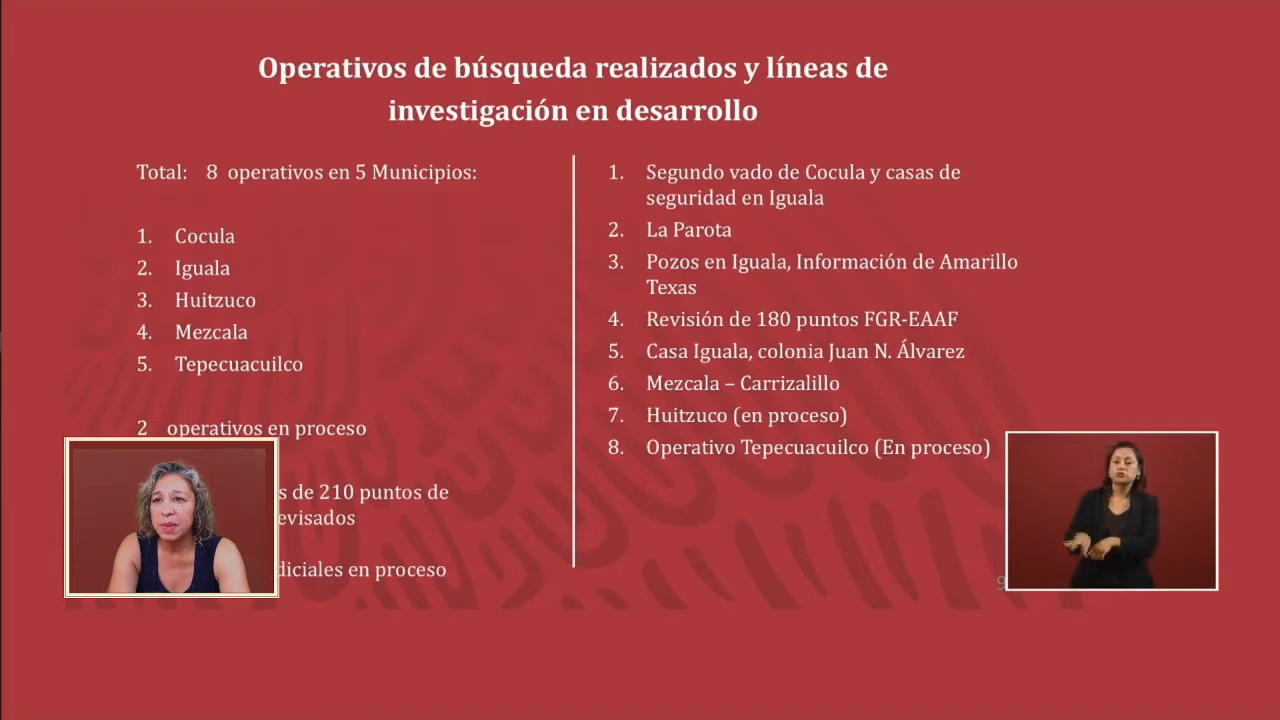 Operativos de búsqueda realizados y líneas de
investigación en desarrollo
Total: 8 operativos en 5 Municipios:
1. Cocula
2. Iguala
3. Huitzuco
4. Mezcala
5. Tepecuacuilco
2 operativos en proceso
de 210 puntos de
en proceso
1. Segundo vado de Cocula y casas de
seguridad en Iguala
2. La Parota
3. Pozos en Iguala, Información de Amarillo
Texas
4. Revisión de 180 puntos FGR-EAAF
5. Casa Iguala, colonia Juan N. Álvarez
6. Mezcala – Carrizalillo
7. Huitzuco (en proceso)
8. Operativo Tepecuacuilco (En proceso)
9